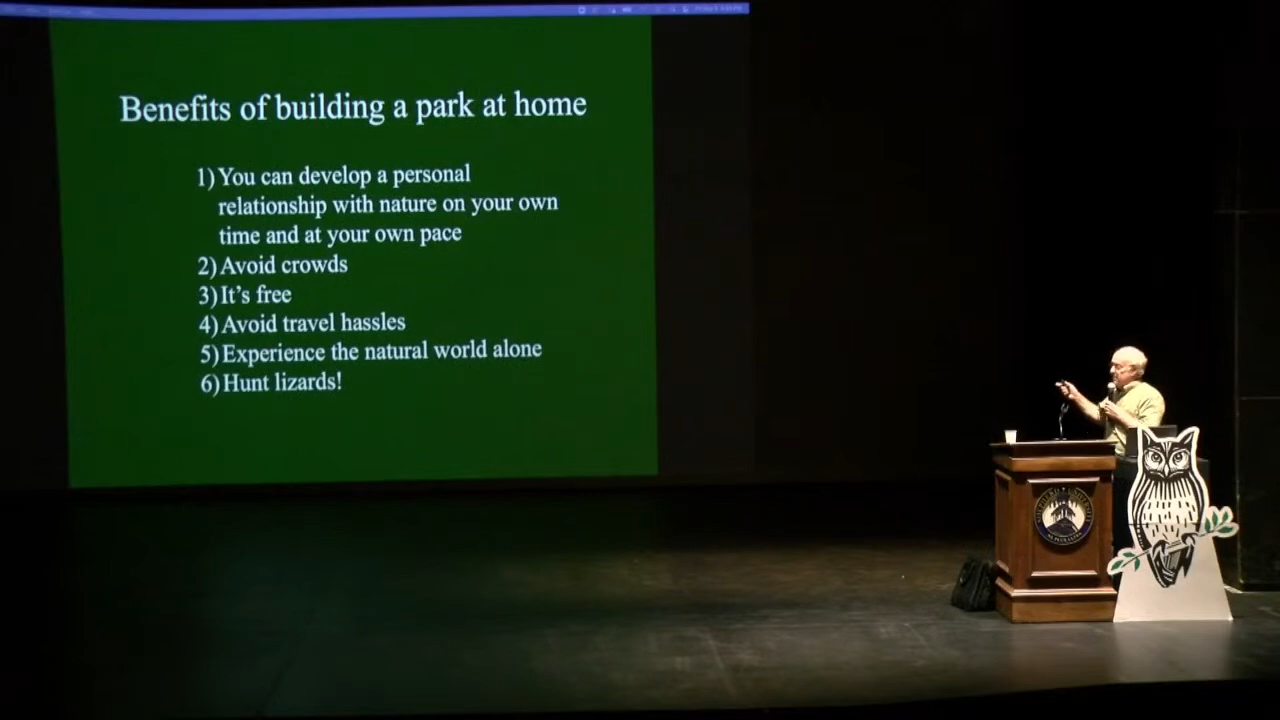 Benefits of building a park at home
1) You can develop a personal
relationship with nature on your own
time and at your own pace
2) Avoid crowds
3) It's free
4) Avoid travel hassles
5) Experience the natural world alone
6) Hunt lizards!